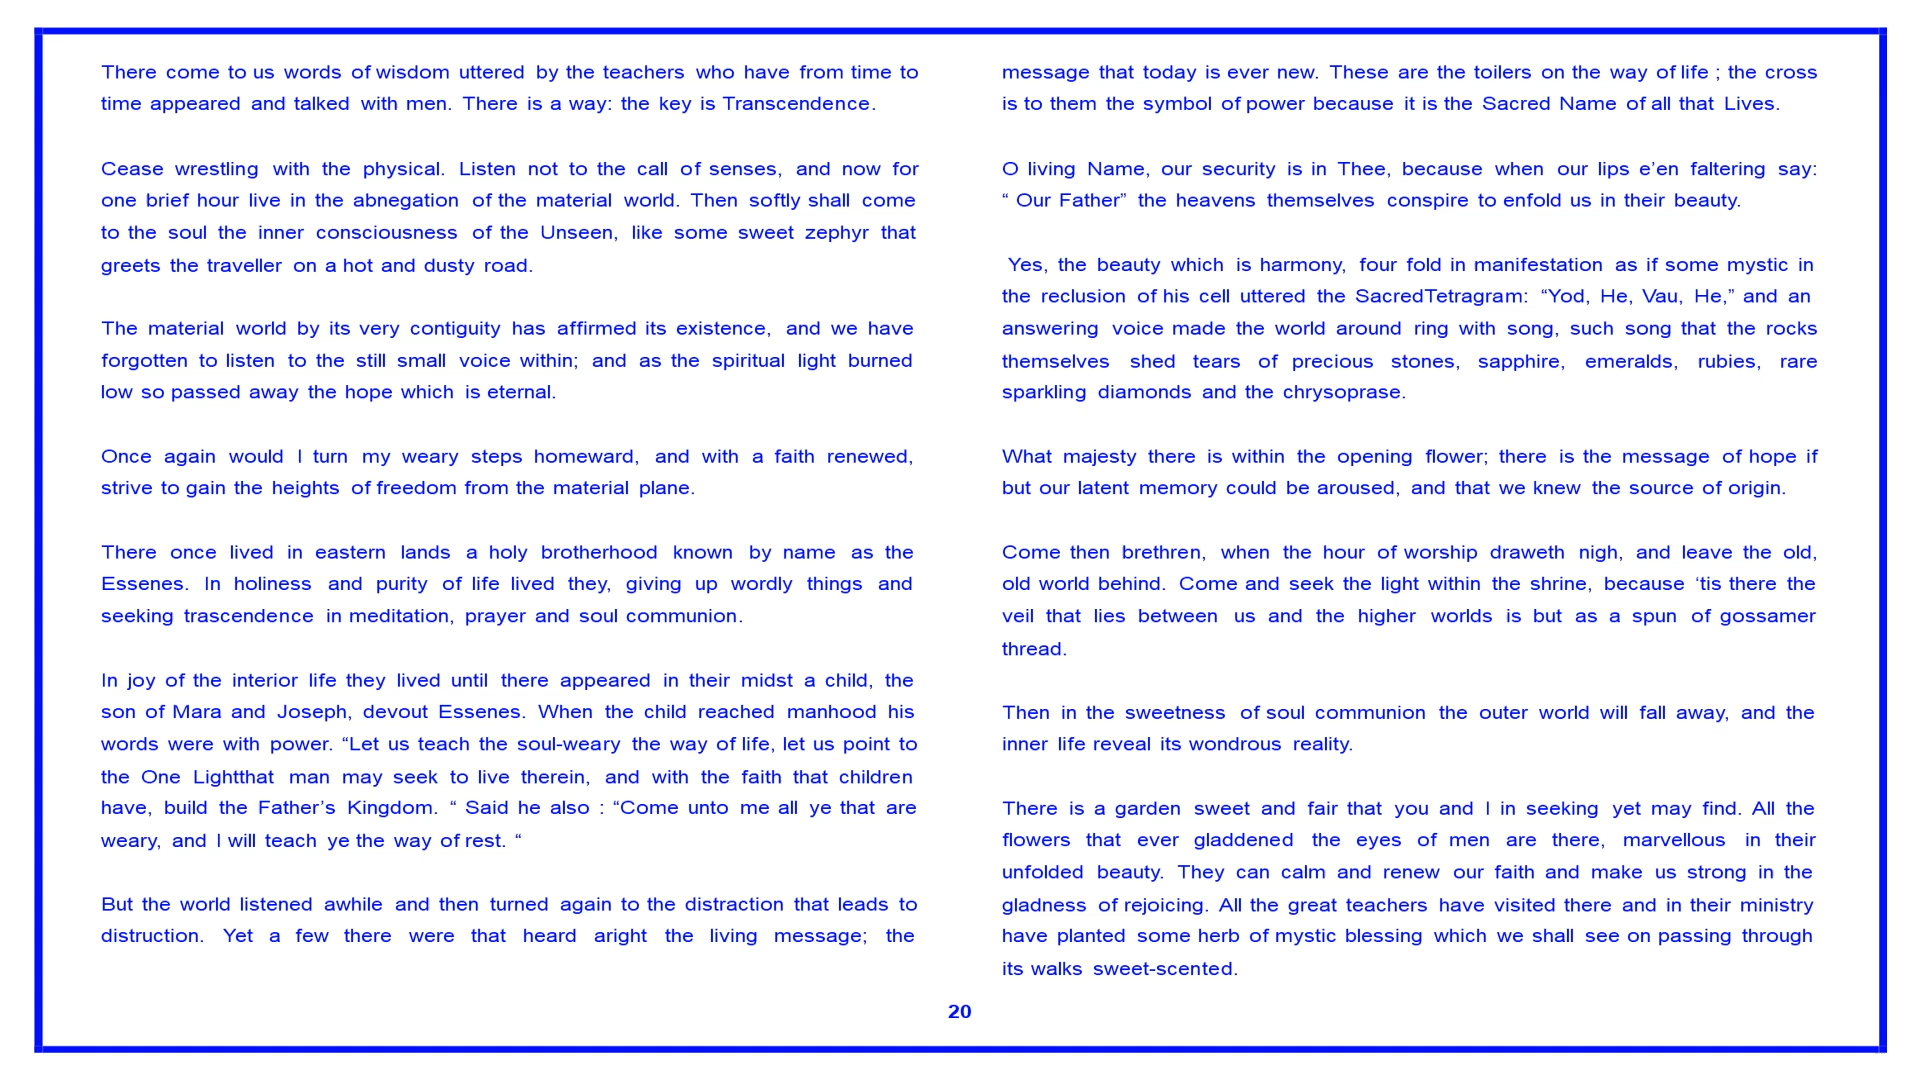 There come to us words of wisdom uttered by the teachers who have from time to
time appeared and talked with men. There is a way: the key is Transcendence.
Cease wrestling with the physical. Listen not to the call of senses, and now for
one brief hour live in the abnegation of the material world. Then softly shall come
to the soul the inner consciousness of the Unseen, like some sweet zephyr that
greets the traveller on a hot and dusty road.
The material world by its very contiguity has affirmed its existence, and we have
forgotten to listen to the still small voice within; and as the spiritual light burned
low so passed away the hope which is eternal.
Once again would I turn my weary steps homeward, and with a faith renewed,
strive to gain the heights of freedom from the material plane.
There once lived in eastern lands a holy brotherhood known by name as the
Essenes. In holiness and purity of life lived they, giving up wordly things and
seeking trascendence in meditation, prayer and soul communion.
In joy of the interior life they lived until there appeared in their midst a child, the
son of Mara and Joseph, devout Essenes. When the child reached manhood his
words were with power. “Let us teach the soul-weary the way of life, let us point to
the One Lightthat man may seek to live therein, and with the faith that children
have, build the Father’s Kingdom. “ Said he also : “Come unto me all ye that are
weary, and I will teach ye the way of rest. “
But the world listened awhile and then turned again to the distraction that leads to
distruction. Yet a few there were that heard aright the living message; the
message that today is ever new. These are the toilers on the way of life ; the cross
is to them the symbol of power because it is the Sacred Name of all that Lives.
O living Name, our security is in Thee, because when our lips e’en faltering say:
“ Our Father” the heavens themselves conspire to enfold us in their beauty.
Yes, the beauty which is harmony, four fold in manifestation as if some mystic in
the reclusion of his cell uttered the SacredTetragram: “Yod, He, Vau, He,” and an
answering voice made the world around ring with song, such song that the rocks
themselves shed tears of precious stones, sapphire, emeralds, rubies, rare
sparkling diamonds and the chrysoprase.
What majesty there is within the opening flower; there is the message of hope if
but our latent memory could be aroused, and that we knew the source of origin.
Come then brethren, when the hour of worship draweth nigh, and leave the old,
old world behind. Come and seek the light within the shrine, because ‘tis there the
veil that lies between us and the higher worlds is but as a spun of gossamer
thread.
Then in the sweetness of soul communion the outer world will fall away, and the
inner life reveal its wondrous reality.
There is a garden sweet and fair that you and I in seeking yet may find. All the
flowers that ever gladdened the eyes of men are there, marvellous in their
unfolded beauty. They can calm and renew our faith and make us strong in the
gladness of rejoicing. All the great teachers have visited there and in their ministry
have planted some herb of mystic blessing which we shall see on passing through
its walks sweet-scented.
20